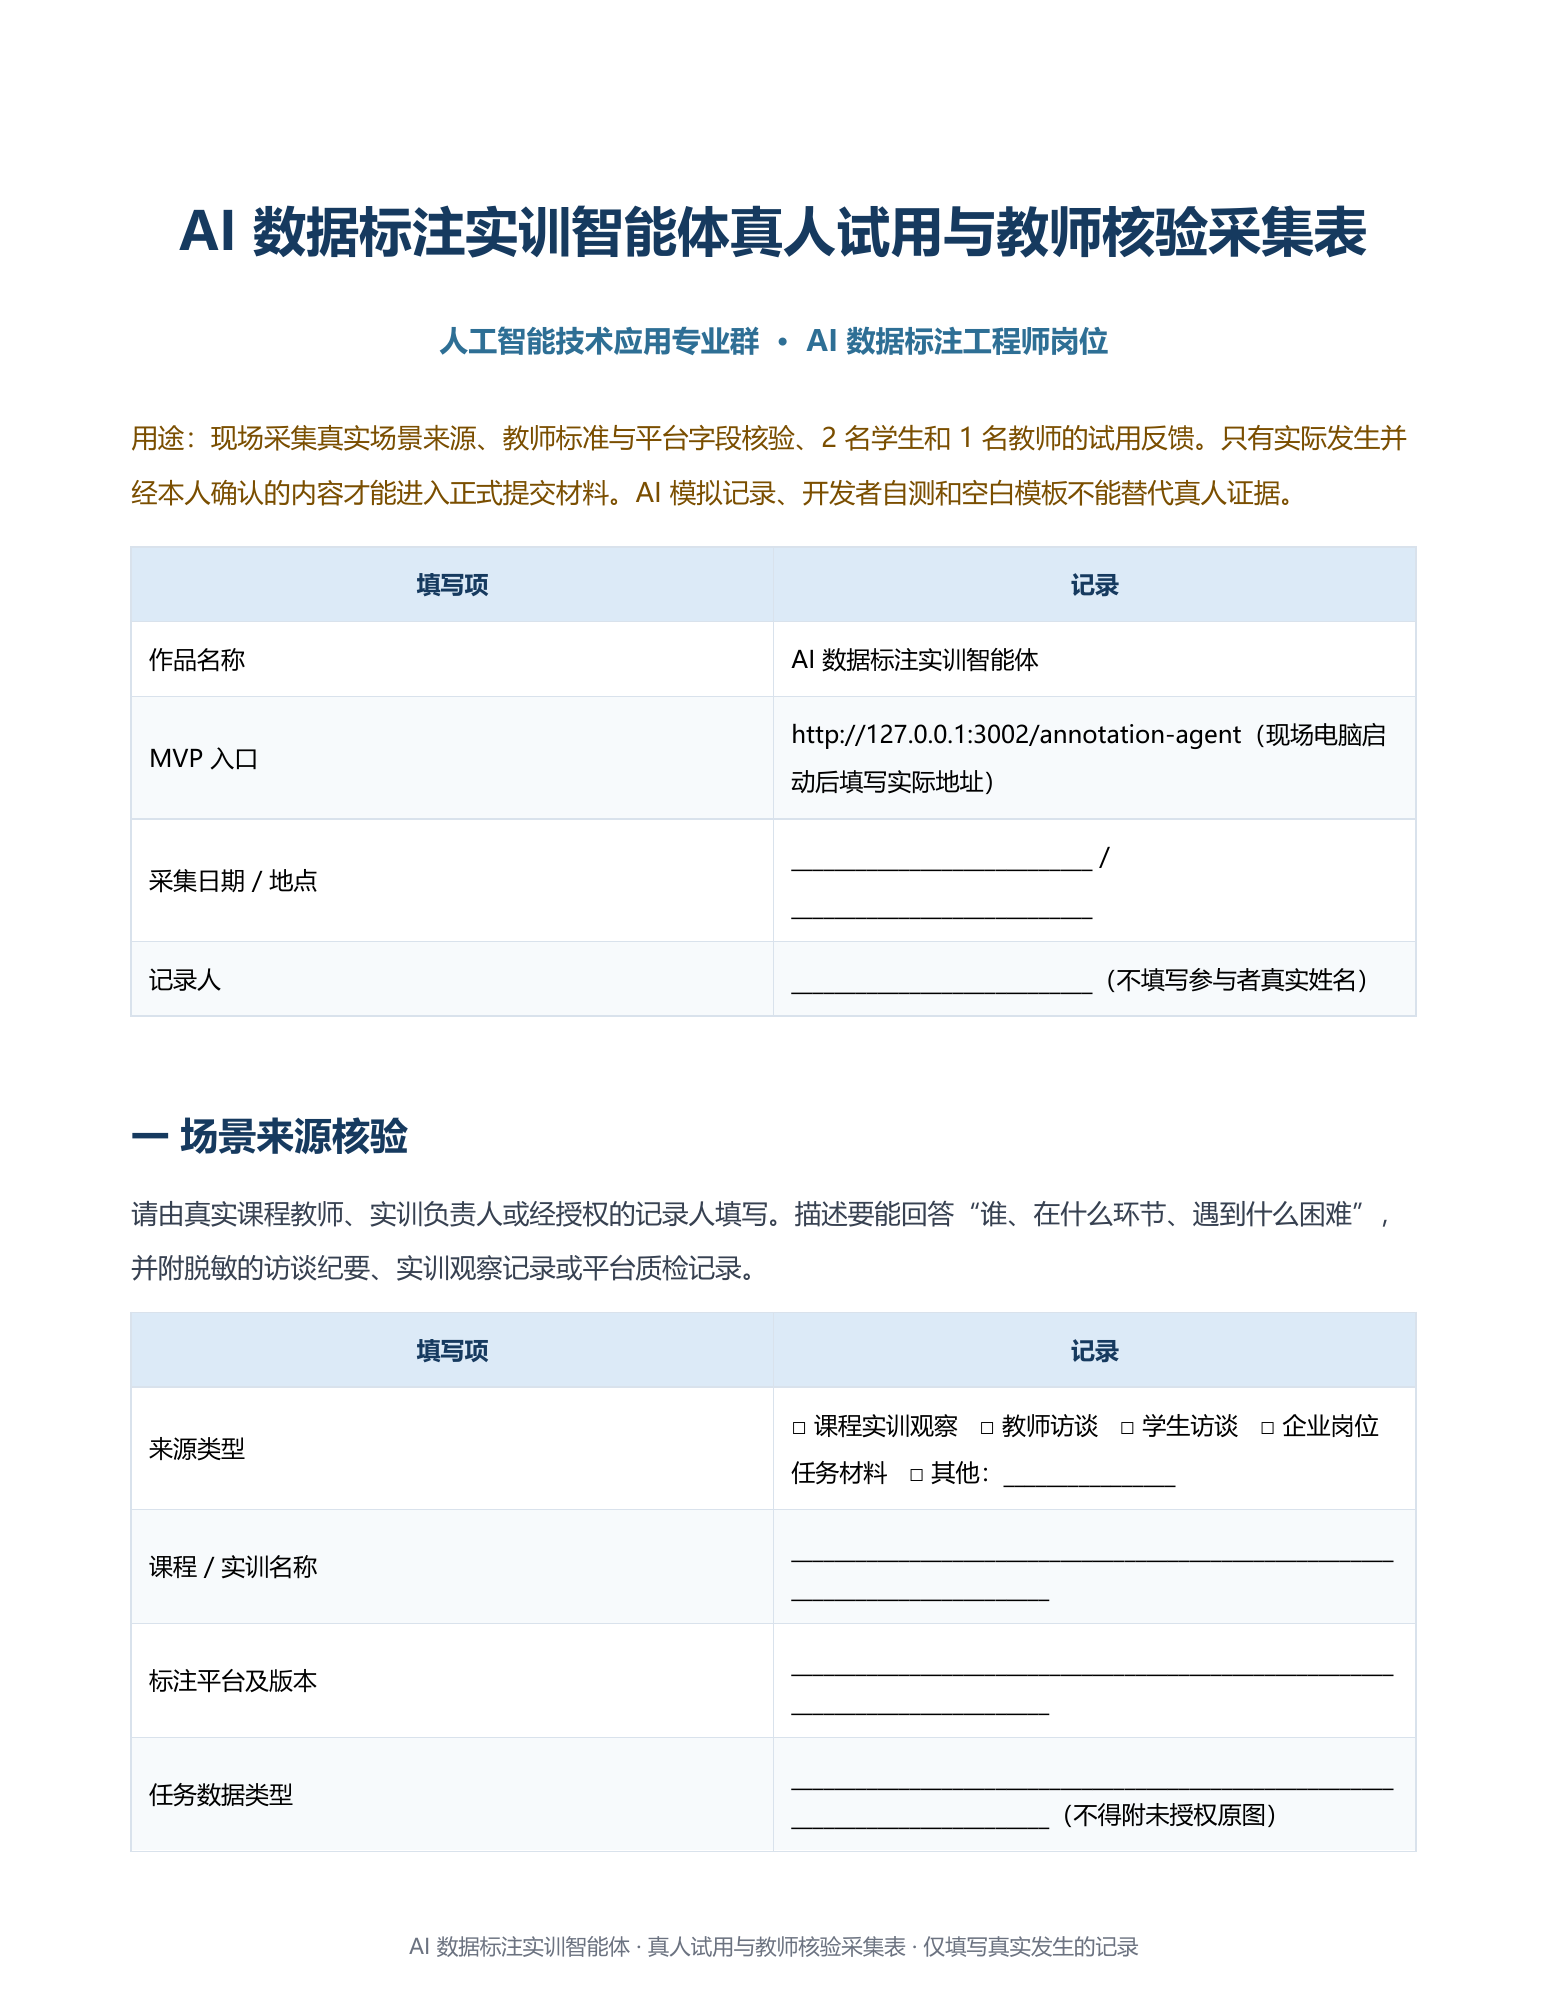 AI 数据标注实训智能体真人试用与教师核验采集表
人工智能技术应用专业群 • AI 数据标注工程师岗位
用途：现场采集真实场景来源、教师标准与平台字段核验、2 名学生和 1 名教师的试用反馈。只有实际发生并
经本人确认的内容才能进入正式提交材料。AI 模拟记录、开发者自测和空白模板不能替代真人证据。
填写项 记录
作品名称 AI 数据标注实训智能体
MVP 入口 http://127.0.0.1:3002/annotation-agent（现场电脑启
动后填写实际地址）
采集日期 / 地点 ____________________________ /
____________________________
记录人 ____________________________（不填写参与者真实姓名）
一 场景来源核验
请由真实课程教师、实训负责人或经授权的记录人填写。描述要能回答“谁、在什么环节、遇到什么困难”，
并附脱敏的访谈纪要、实训观察记录或平台质检记录。
填写项 记录
来源类型 □ 课程实训观察 □ 教师访谈 □ 学生访谈 □ 企业岗位
任务材料 □ 其他：________________
课程 / 实训名称 ________________________________________________________
________________________
标注平台及版本 ________________________________________________________
________________________
任务数据类型 ________________________________________________________
________________________（不得附未授权原图）
AI 数据标注实训智能体 · 真人试用与教师核验采集表 · 仅填写真实发生的记录